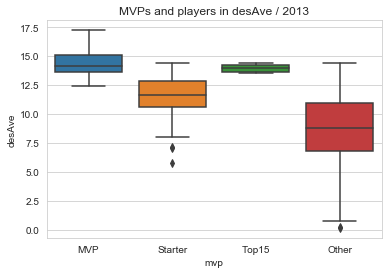 MVPs and players in desAve / 2013
17.5
15.0
12.5
10.0
7.5
5.0
2.5
0.0
desAve
MVP Starter Top15 Other
mvp